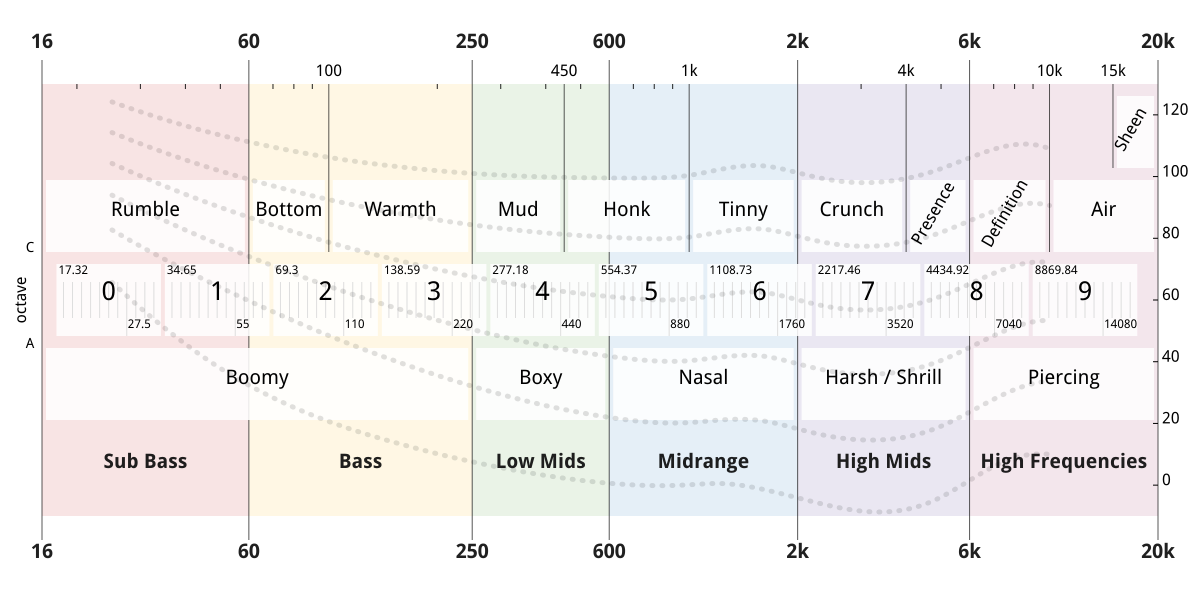 16 60 250 600 2k 6k 20k
100 450 1k 4k 10k 15k
120
Sheen
100
Rumble Bottom Warmth Mud Honk Tinny Crunch Presence Definition Air
80
C
17.32 34.65 69.3 138.59 277.18 554.37 1108.73 2217.46 4434.92 8869.84
octave 0 1 2 3 4 5 6 7 8 9
60
27.5 55 110 220 440 880 1760 3520 7040 14080
A
40
Boomy Boxy Nasal Harsh / Shrill Piercing
20
Sub Bass Bass Low Mids Midrange High Mids High Frequencies
0
16 60 250 600 2k 6k 20k